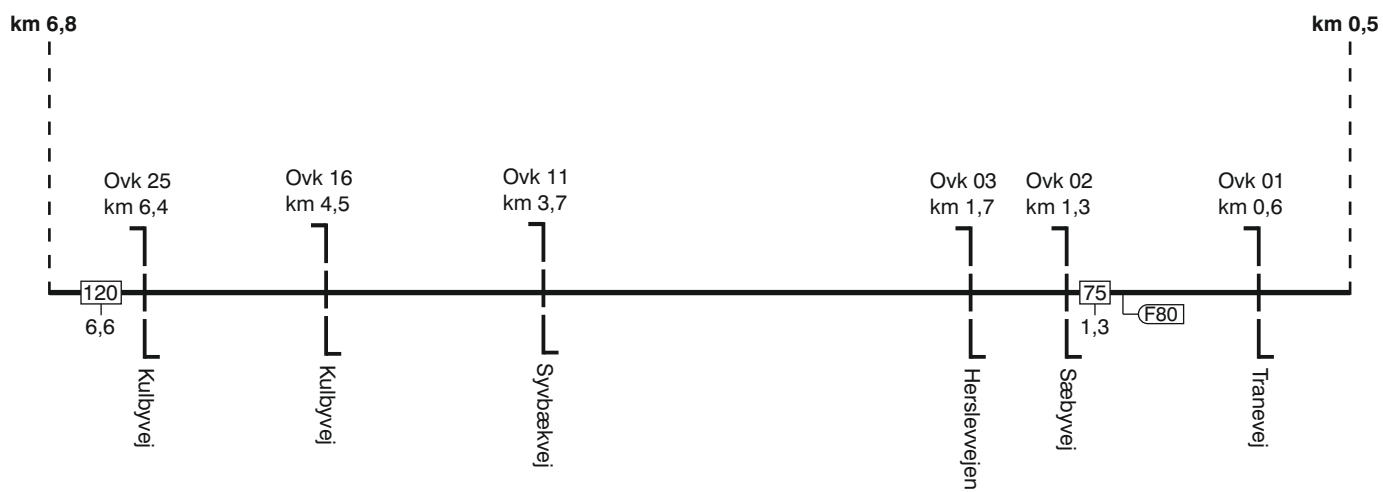 km 6,8
km 0,5
Ovk 25
km 6,4
Ovk 16
km 4,5
Ovk 11
km 3,7
Ovk 03
km 1,7
Ovk 02
km 1,3
Ovk 01
km 0,6
120
6,6
75
1,3
F80
Kulbyvej
Kulbyvej
Syvbækvej
Herslevvejen
Sæbyvej
Tranevej